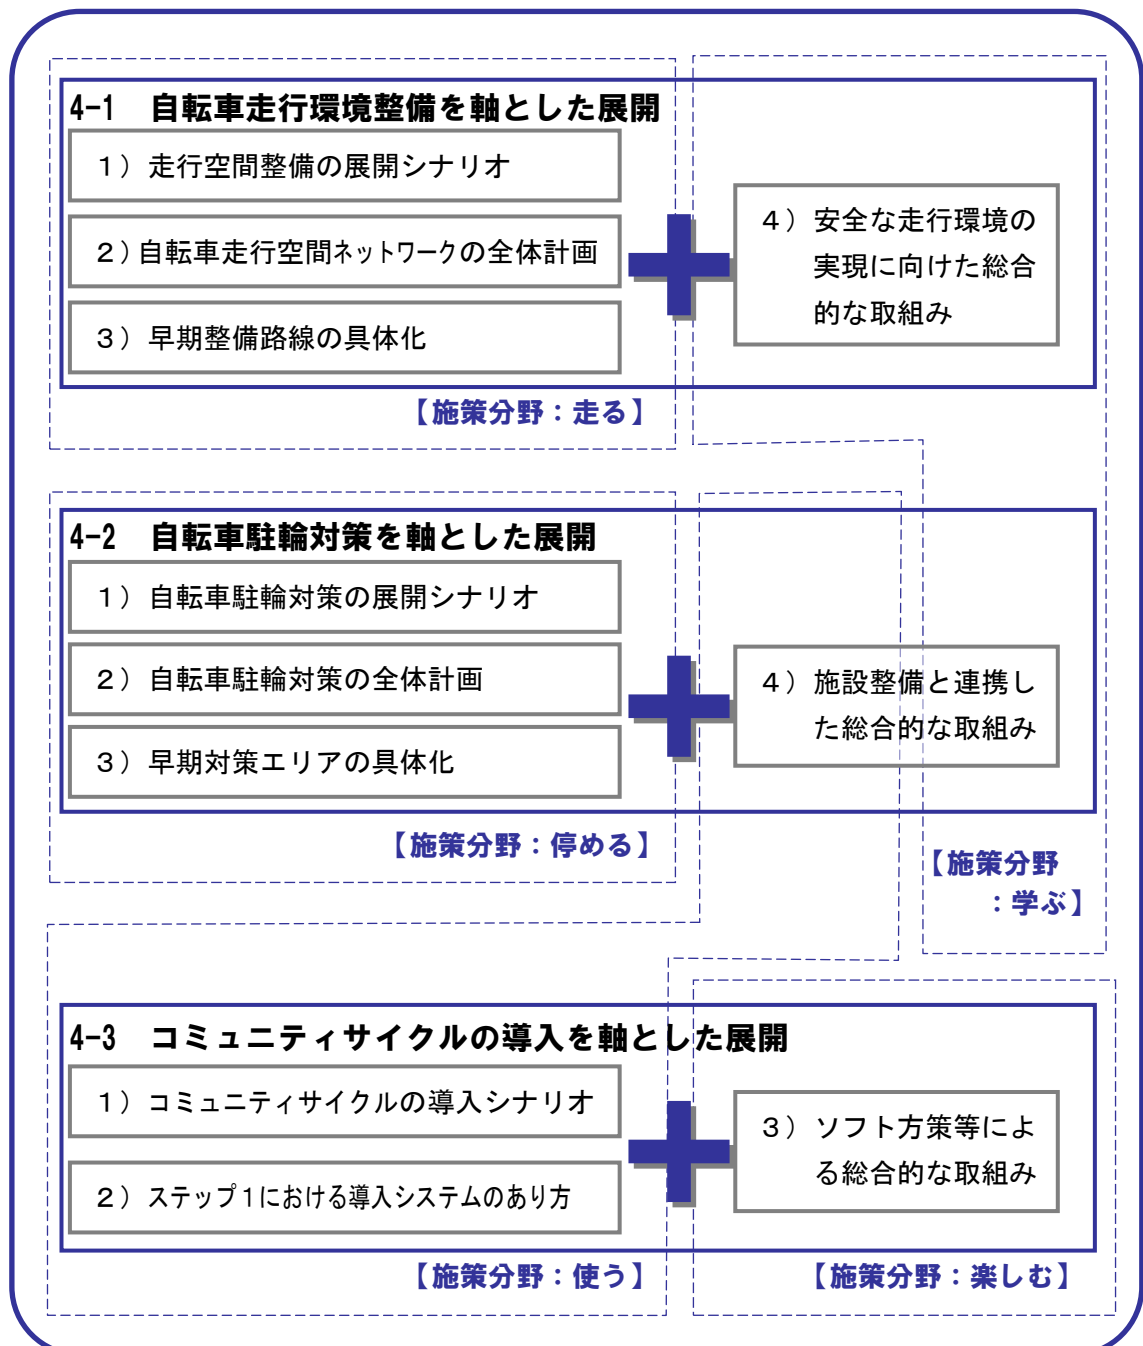 4-1 自転車走行環境整備を軸とした展開
1）走行空間整備の展開シナリオ
2）自転車走行空間ネットワークの全体計画
3）早期整備路線の具体化
4）安全な走行環境の
実現に向けた総合
的な取組み
【施策分野：走る】
4-2 自転車駐輪対策を軸とした展開
1）自転車駐輪対策の展開シナリオ
2）自転車駐輪対策の全体計画
3）早期対策エリアの具体化
4）施設整備と連携し
た総合的な取組み
【施策分野：停める】
【施策分野
：学ぶ】
4-3 コミュニティサイクルの導入を軸とした展開
1）コミュニティサイクルの導入シナリオ
2）ステップ1における導入システムのあり方
3）ソフト方策等によ
る総合的な取組み
【施策分野：使う】
【施策分野：楽しむ】